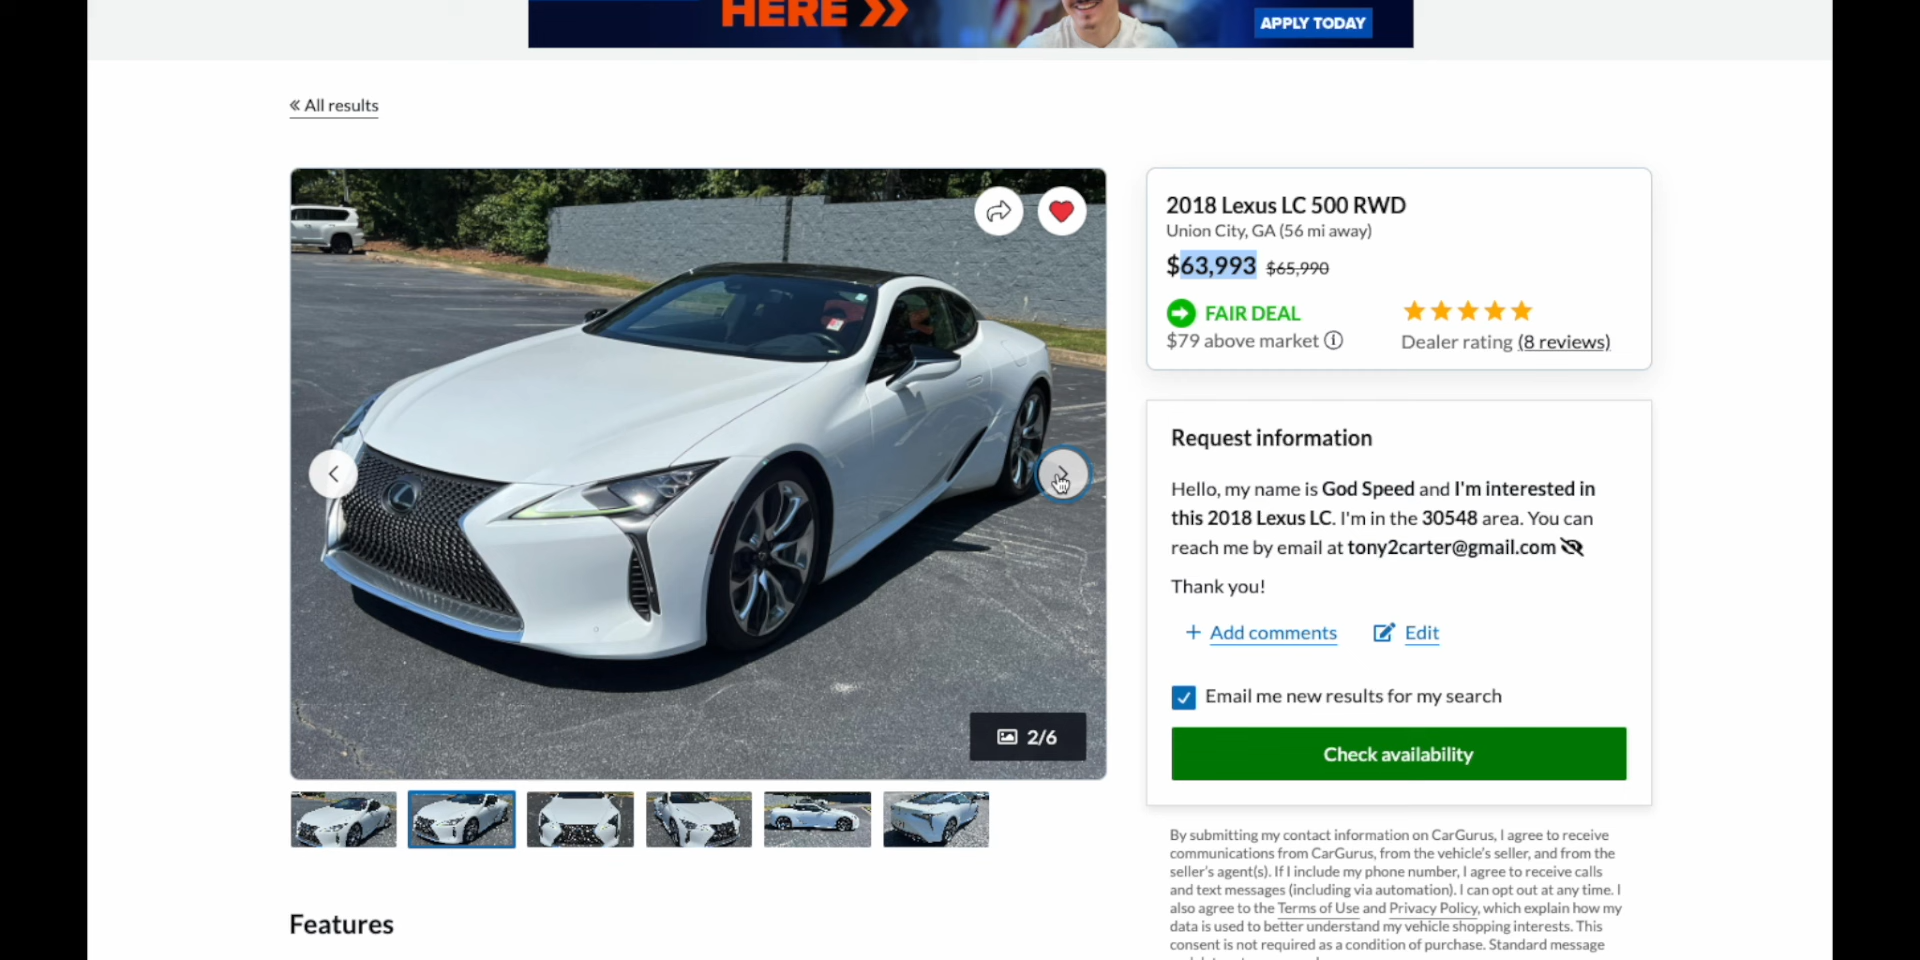 HERE »
APPLY TODAY
« All results
2018 Lexus LC 500 RWD
Union City, GA (56 mi away)
$63,993 $65,990
FAIR DEAL
$79 above market
Dealer rating (8 reviews)
Request information
Hello, my name is God Speed and I'm interested in
this 2018 Lexus LC. I'm in the 30548 area. You can
reach me by email at tony2carter@gmail.com
Thank you!
+ Add comments
Edit
Email me new results for my search
Check availability
2/6
By submitting my contact information on CarGurus, I agree to receive
communications from CarGurus, from the vehicle's seller, and from the
seller's agent(s). If I include my phone number, I agree to receive calls
and text messages (including via automation). I can opt out at any time. I
also agree to the Terms of Use and Privacy Policy, which explain how my
data is used to better understand my vehicle shopping interests. This
consent is not required as a condition of purchase. Standard message
Features